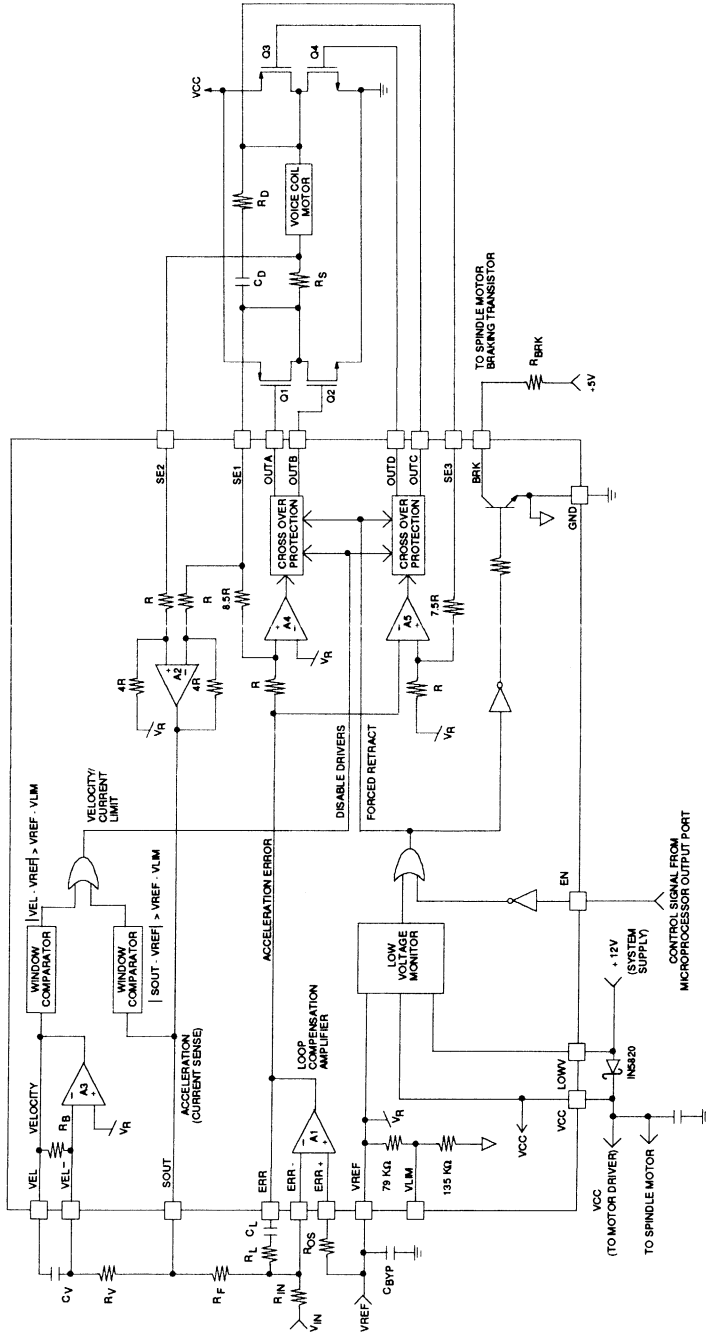 VCC
Q3
Q4
RD
VOICE COIL
MOTOR
CD
RS
Q1
Q2
TO SPINDLE MOTOR
BRAKING TRANSISTOR
RBRK
+5V
SE2
SE1
OUTA
OUTB
OUTD
OUTC
SE3
BRK
GND
R
R
8.5R
4R
A2
+
−
4R
VR
CROSS OVER
PROTECTION
A4
+
−
VR
R
CROSS OVER
PROTECTION
A5
−
+
7.5R
R
VR
VELOCITY/
CURRENT
LIMIT
DISABLE DRIVERS
FORCED RETRACT
|VEL - VREF| > VREF - VLIM
WINDOW
COMPARATOR
WINDOW
COMPARATOR
|SOUT - VREF| > VREF - VLIM
VELOCITY
A3
−
+
VR
RB
ACCELERATION
(CURRENT SENSE)
ACCELERATION ERROR
LOOP
COMPENSATION
AMPLIFIER
A1
−
+
LOW
VOLTAGE
MONITOR
VR
79 KΩ
135 KΩ
VEL
VEL-
SOUT
ERR
ERR -
ERR +
VREF
VLIM
VCC
VCC
LOWV
EN
CV
RV
RF
RL
CL
RIN
VIN
ROS
VREF
CBYP
IN5820
+ 12V
(SYSTEM
SUPPLY)
CONTROL SIGNAL FROM
MICROPROCESSOR OUTPUT PORT
VCC
(TO MOTOR DRIVER)
TO SPINDLE MOTOR